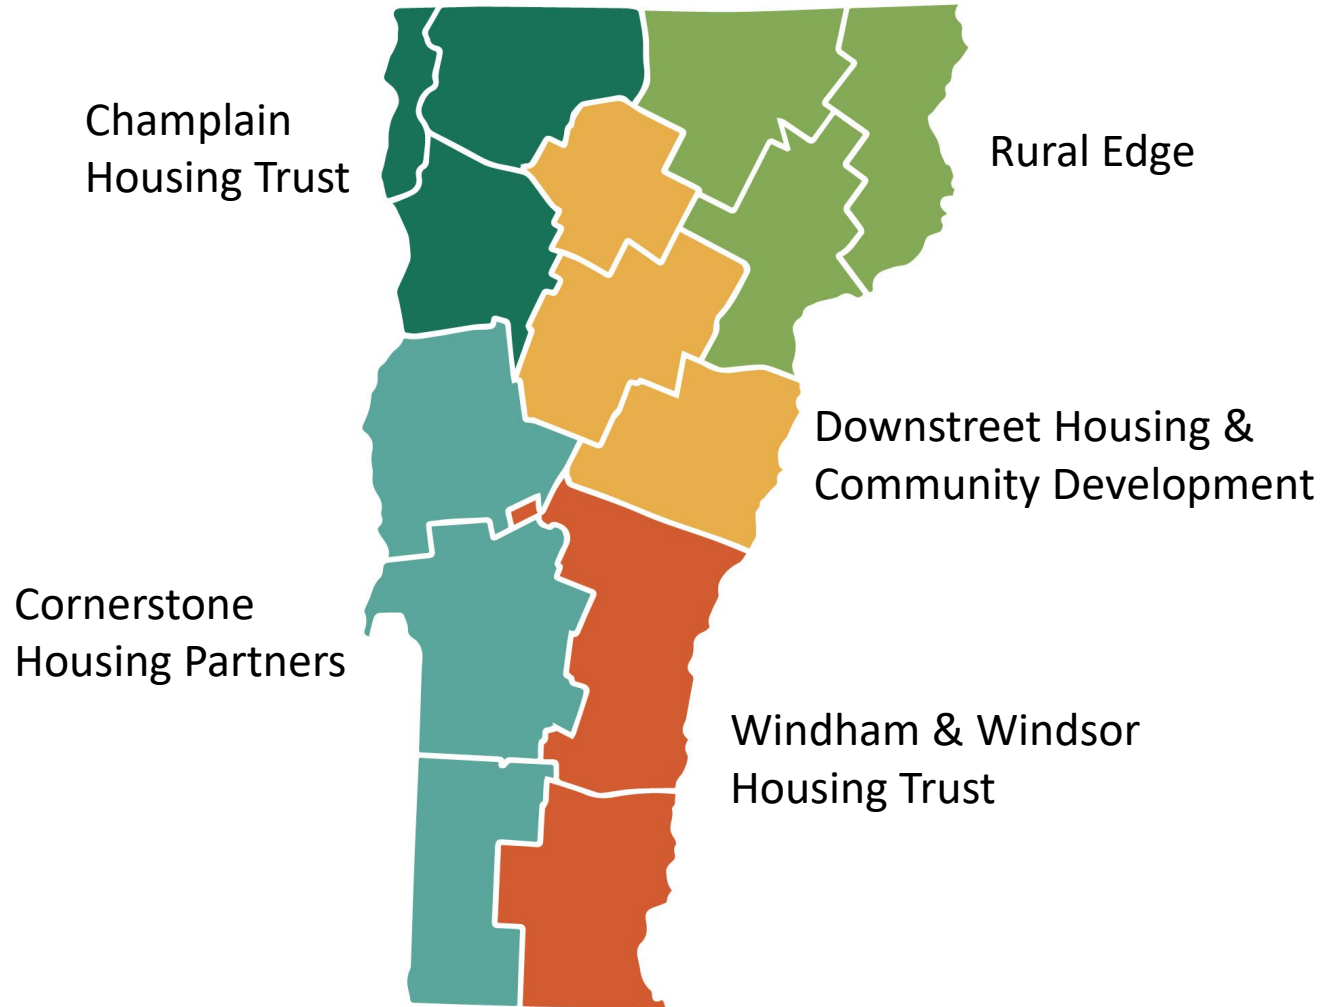 Champlain
Housing Trust
Rural Edge
Downstreet Housing &
Community Development
Cornerstone
Housing Partners
Windham & Windsor
Housing Trust